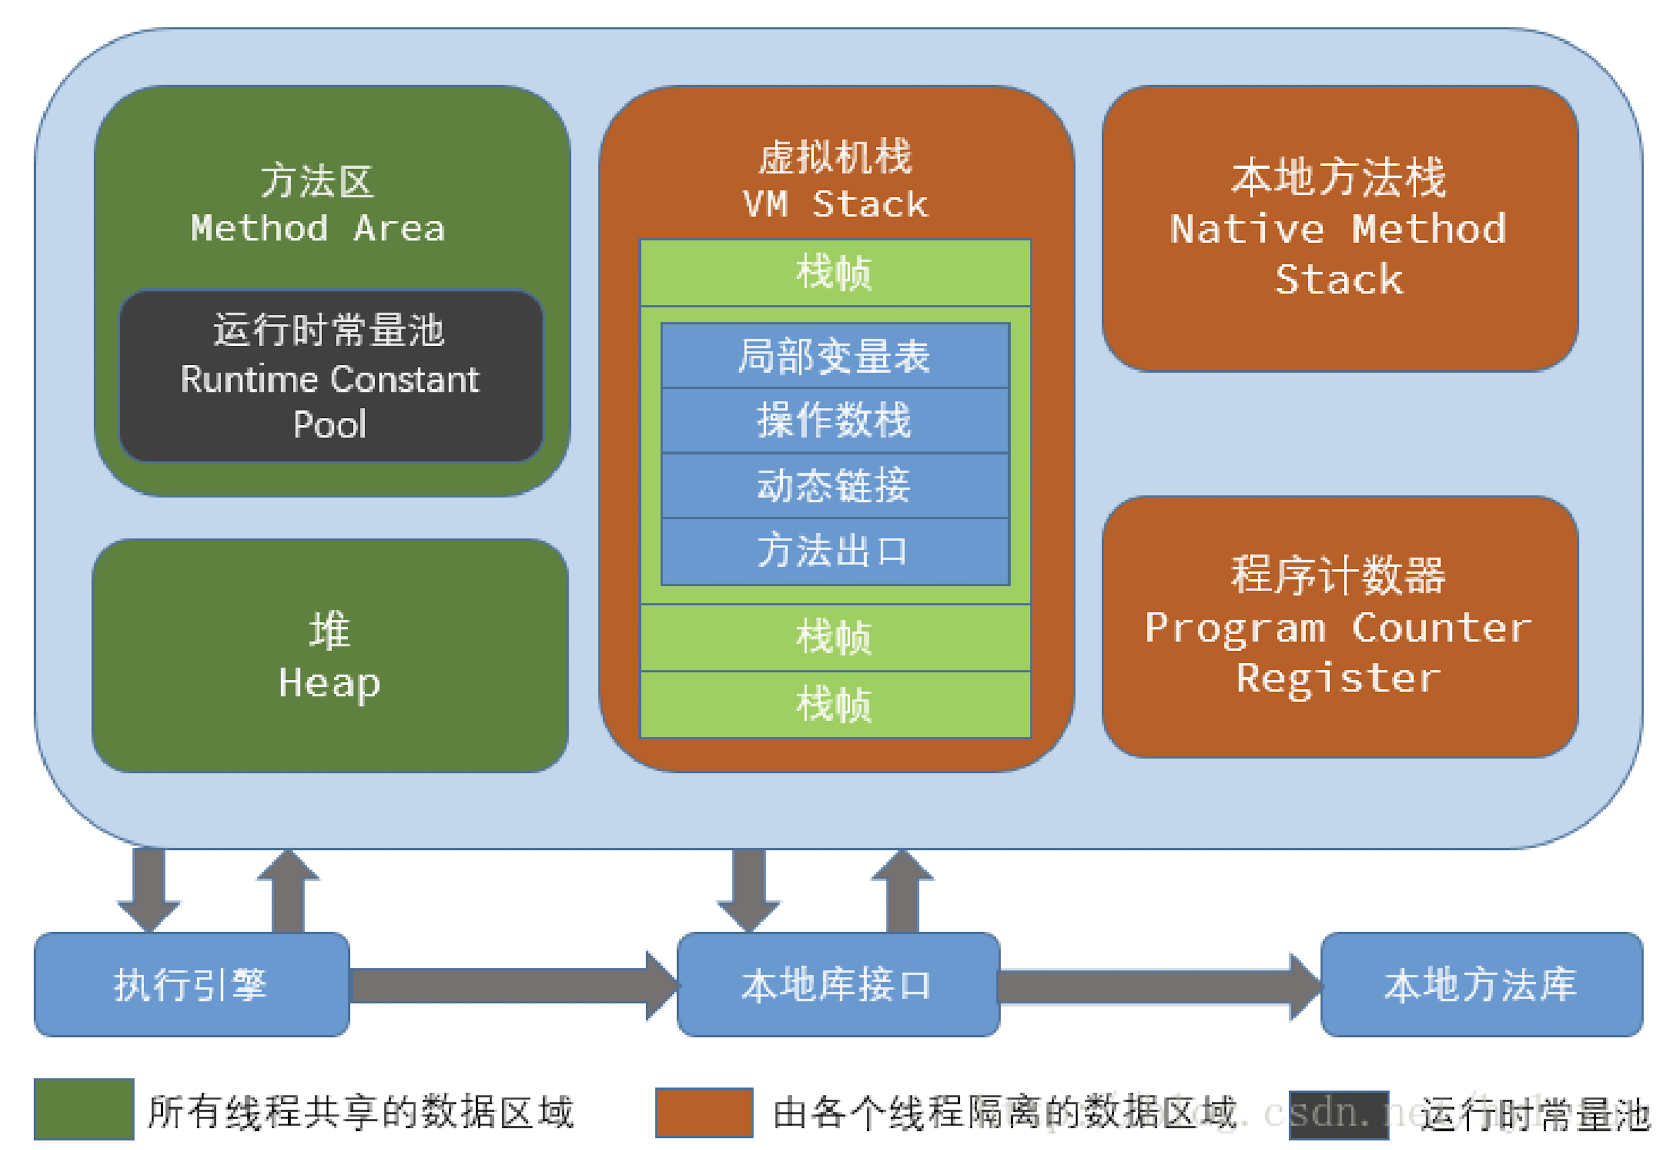 方法区
Method Area
运行时常量池
Runtime Constant
Pool
堆
Heap
虚拟机栈
VM Stack
栈帧
局部变量表
操作数栈
动态链接
方法出口
栈帧
栈帧
本地方法栈
Native Method
Stack
程序计数器
Program Counter
Register
执行引擎
本地库接口
本地方法库
所有线程共享的数据区域
由各个线程隔离的数据区域
运行时常量池